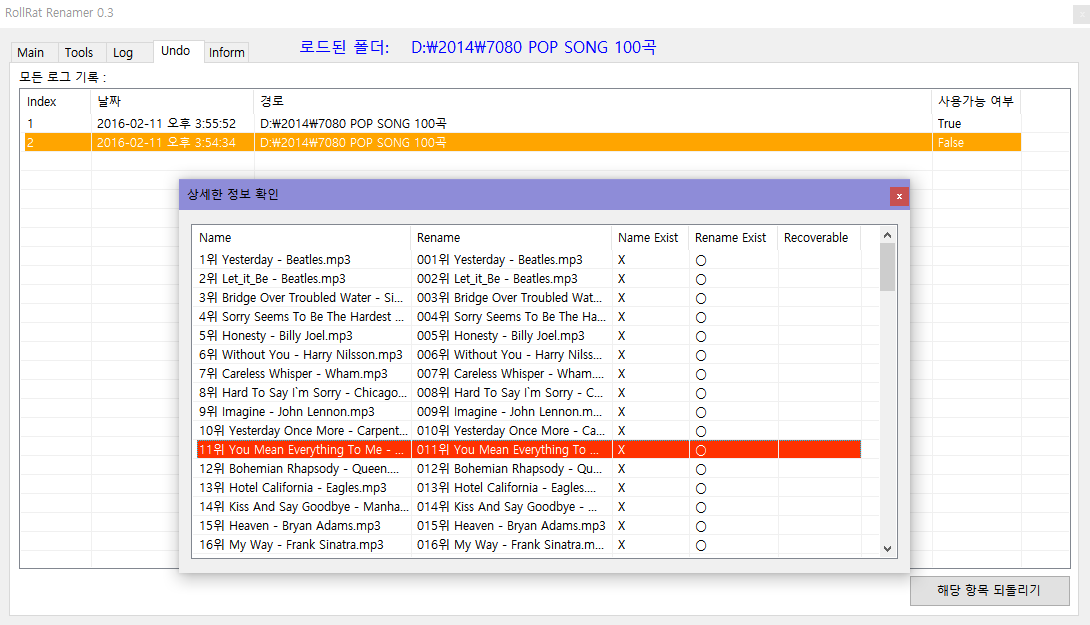 RollRat Renamer 0.3
Main Tools Log Undo Inform 로드된 폴더: D:₩2014₩7080 POP SONG 100곡
모든 로그 기록 :
Index 날짜 경로 사용가능 여부
1 2016-02-11 오후 3:55:52 D:₩2014₩7080 POP SONG 100곡 True
2 2016-02-11 오후 3:54:34 D:₩2014₩7080 POP SONG 100곡 False
상세한 정보 확인 x
Name Rename Name Exist Rename Exist Recoverable
1위 Yesterday - Beatles.mp3 001위 Yesterday - Beatles.mp3 X ○
2위 Let_it_Be - Beatles.mp3 002위 Let_it_Be - Beatles.mp3 X ○
3위 Bridge Over Troubled Water - Si... 003위 Bridge Over Troubled Wat... X ○
4위 Sorry Seems To Be The Hardest ... 004위 Sorry Seems To Be The Ha... X ○
5위 Honesty - Billy Joel.mp3 005위 Honesty - Billy Joel.mp3 X ○
6위 Without You - Harry Nilsson.mp3 006위 Without You - Harry Nilss... X ○
7위 Careless Whisper - Wham.mp3 007위 Careless Whisper - Wham.... X ○
8위 Hard To Say I`m Sorry - Chicago... 008위 Hard To Say I`m Sorry - C... X ○
9위 Imagine - John Lennon.mp3 009위 Imagine - John Lennon.m... X ○
10위 Yesterday Once More - Carpent... 010위 Yesterday Once More - Ca... X ○
11위 You Mean Everything To Me - ... 011위 You Mean Everything To ... X ○
12위 Bohemian Rhapsody - Queen.... 012위 Bohemian Rhapsody - Qu... X ○
13위 Hotel California - Eagles.mp3 013위 Hotel California - Eagles.... X ○
14위 Kiss And Say Goodbye - Manha... 014위 Kiss And Say Goodbye - ... X ○
15위 Heaven - Bryan Adams.mp3 015위 Heaven - Bryan Adams.mp3 X ○
16위 My Way - Frank Sinatra.mp3 016위 My Way - Frank Sinatra.m... X ○
해당 항목 되돌리기